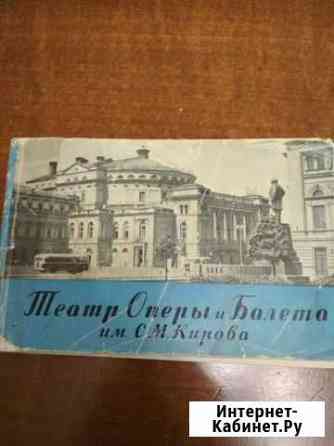 Театр Оперы и Балета
им. С.М. Кирова
Интернет-
Кабинет.Ру